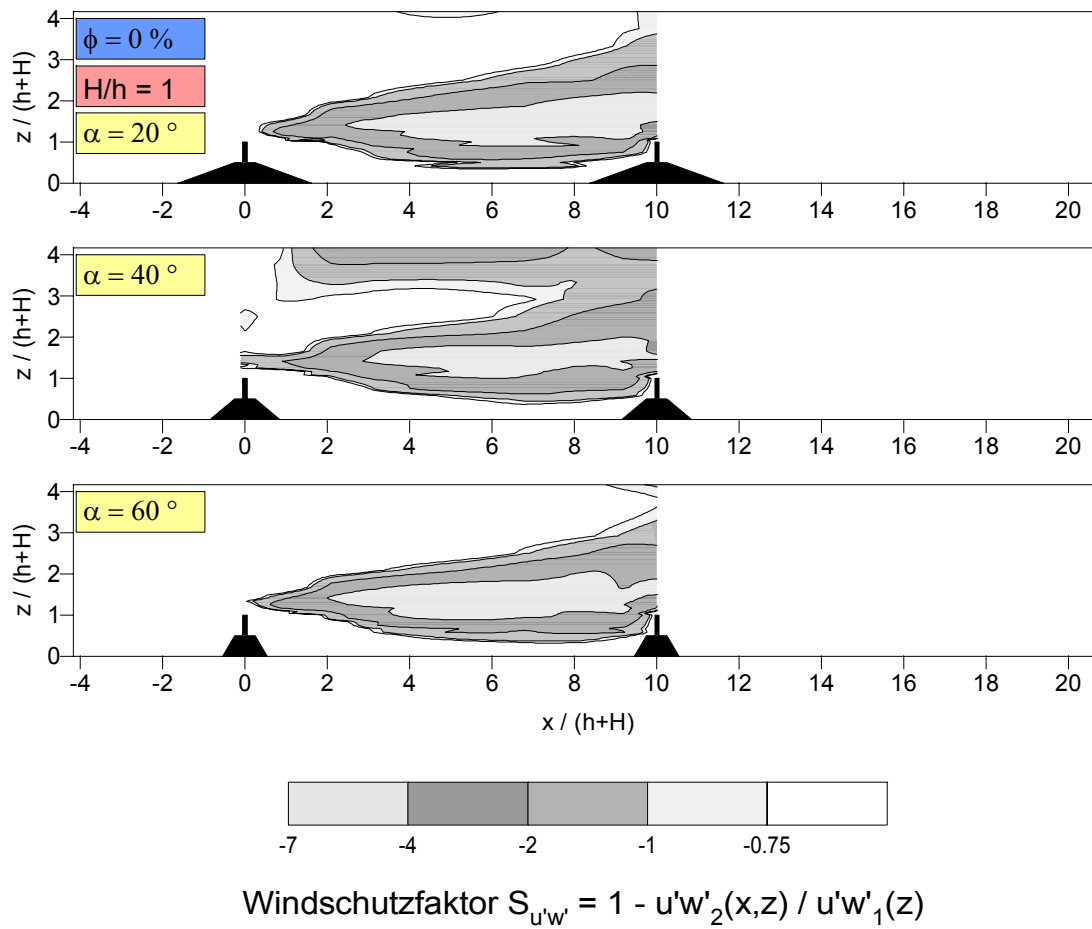 z / (h+H)
4
3
2
1
0
ϕ = 0 %
H/h = 1
α = 20 °
-4 -2 0 2 4 6 8 10 12 14 16 18 20
z / (h+H)
4
3
2
1
0
α = 40 °
-4 -2 0 2 4 6 8 10 12 14 16 18 20
z / (h+H)
4
3
2
1
0
α = 60 °
-4 -2 0 2 4 6 8 10 12 14 16 18 20
x / (h+H)
-7 -4 -2 -1 -0.75
Windschutzfaktor S_u'w' = 1 - u'w'_2(x,z) / u'w'_1(z)